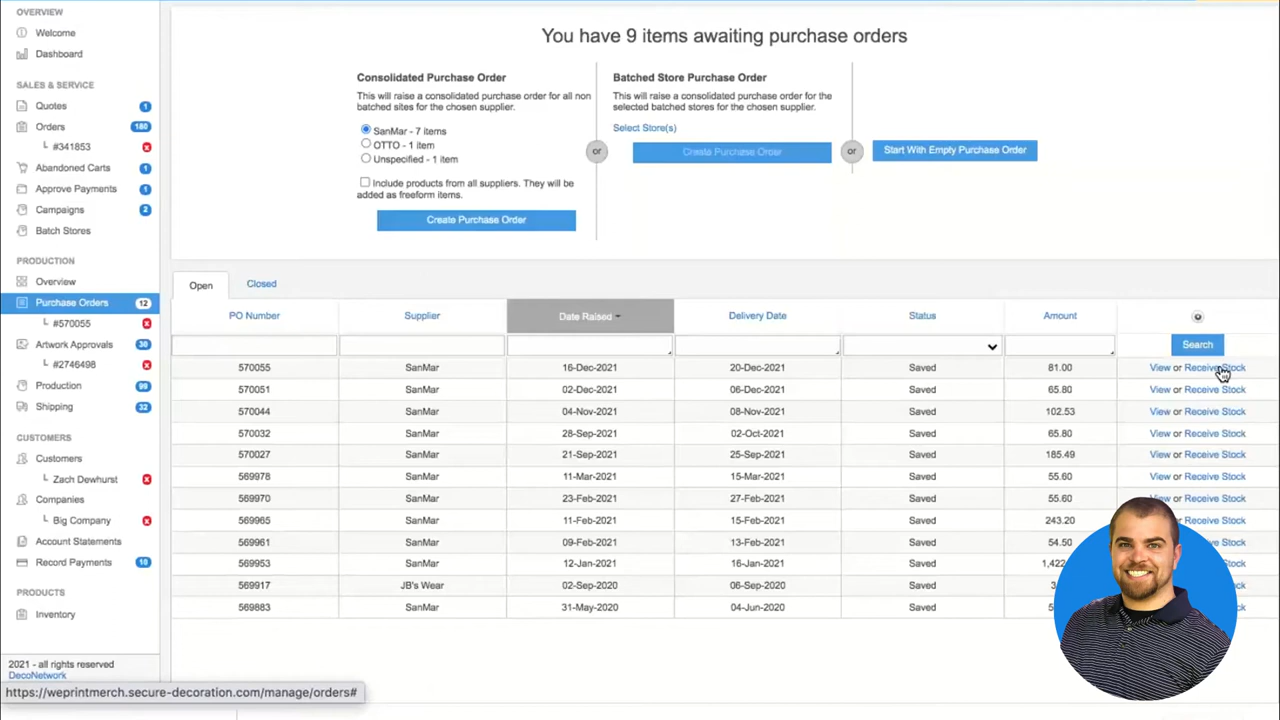 OVERVIEW
Welcome
Dashboard
SALES & SERVICE
Quotes 1
Orders 180
#341853
Abandoned Carts 1
Approve Payments 1
Campaigns 2
Batch Stores
PRODUCTION
Overview
Purchase Orders 12
#570055
Artwork Approvals 30
#2746498
Production 99
Shipping 32
CUSTOMERS
Customers
Zach Dewhurst
Companies
Big Company
Account Statements
Record Payments 10
PRODUCTS
Inventory
2021 - all rights reserved
DecoNetwork
https://weprintmerch.secure-decoration.com/manage/orders#
You have 9 items awaiting purchase orders
Consolidated Purchase Order
This will raise a consolidated purchase order for all non
batched sites for the chosen supplier.
SanMar - 7 items
OTTO - 1 item
Unspecified - 1 item
Include products from all suppliers. They will be
added as freeform items.
Create Purchase Order
or
Batched Store Purchase Order
This will raise a consolidated purchase order for the
selected batched stores for the chosen supplier.
Select Store(s)
Create Purchase Order
or
Start With Empty Purchase Order
Open Closed
PO Number Supplier Date Raised Delivery Date Status Amount
Search
570055 SanMar 16-Dec-2021 20-Dec-2021 Saved 81.00 View or Receive Stock
570051 SanMar 02-Dec-2021 06-Dec-2021 Saved 65.80 View or Receive Stock
570044 SanMar 04-Nov-2021 08-Nov-2021 Saved 102.53 View or Receive Stock
570032 SanMar 28-Sep-2021 02-Oct-2021 Saved 65.80 View or Receive Stock
570027 SanMar 21-Sep-2021 25-Sep-2021 Saved 185.49 View or Receive Stock
569978 SanMar 11-Mar-2021 15-Mar-2021 Saved 55.60 View or Receive Stock
569970 SanMar 23-Feb-2021 27-Feb-2021 Saved 55.60 View or Receive Stock
569965 SanMar 11-Feb-2021 15-Feb-2021 Saved 243.20 Receive Stock
569961 SanMar 09-Feb-2021 13-Feb-2021 Saved 54.50
569953 SanMar 12-Jan-2021 16-Jan-2021 Saved 1,422
569917 JB's Wear 02-Sep-2020 06-Sep-2020 Saved
569883 SanMar 31-May-2020 04-Jun-2020 Saved